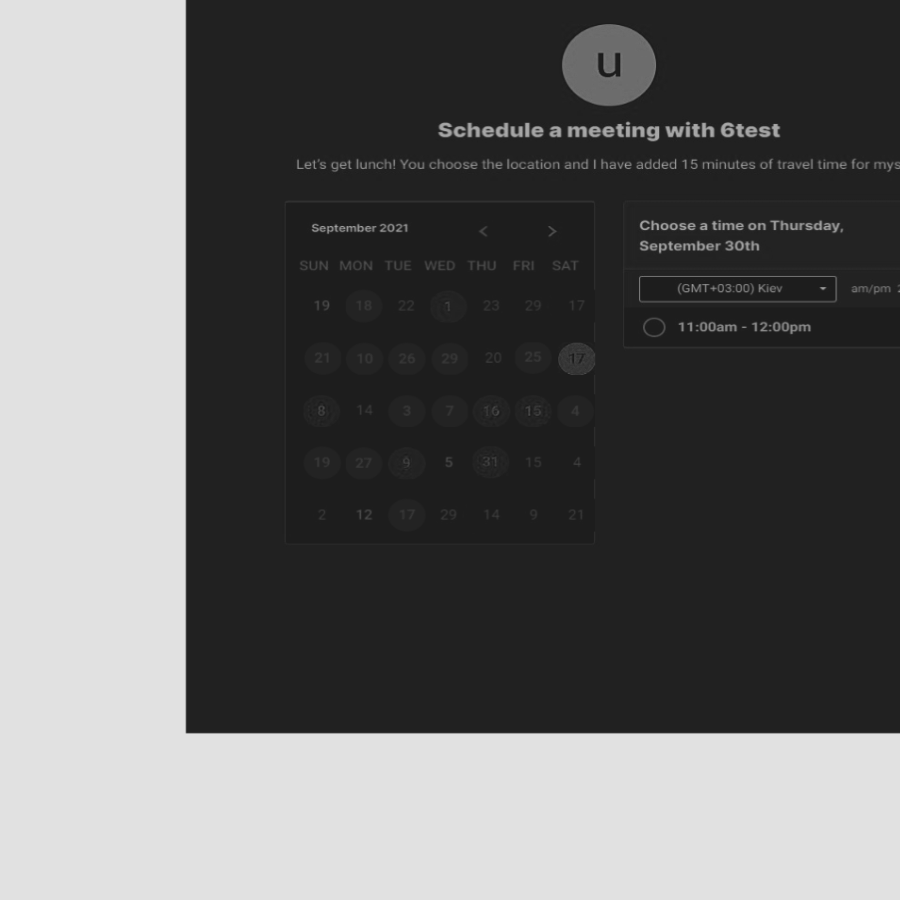 u
Schedule a meeting with 6test
Let's get lunch! You choose the location and I have added 15 minutes of travel time for mys
September 2021
SUN MON TUE WED THU FRI SAT
19 18 22 1 23 29 17
21 10 26 29 20 25 17
8 14 3 7 16 15 4
19 27 9 5 31 15 4
2 12 17 29 14 9 21
Choose a time on Thursday,
September 30th
(GMT+03:00) Kiev am/pm
11:00am - 12:00pm